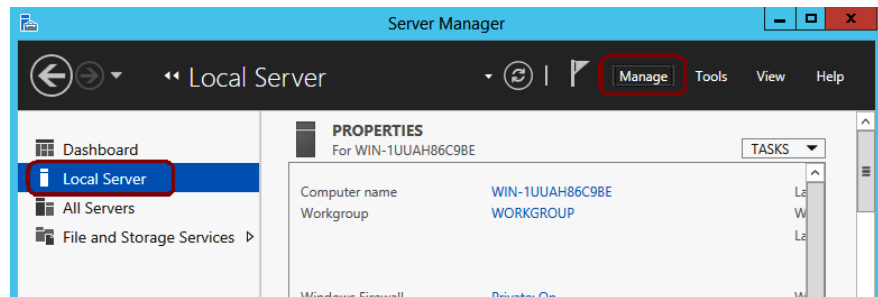 Server Manager
Local Server
Manage Tools View Help
Dashboard
Local Server
All Servers
File and Storage Services
PROPERTIES
For WIN-1UUAH86C9BE
TASKS
Computer name WIN-1UUAH86C9BE
Workgroup WORKGROUP
Windows Firewall Private: On